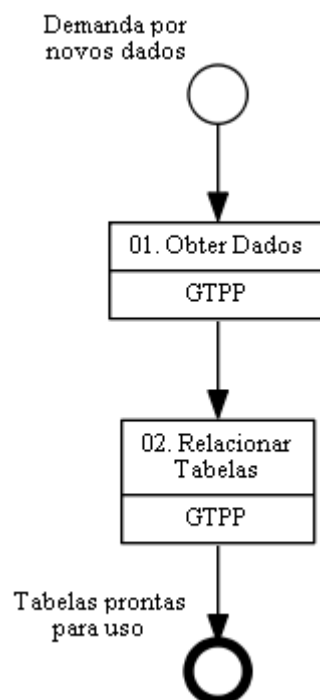 Demanda por
novos dados
01. Obter Dados
GTPP
02. Relacionar
Tabelas
GTPP
Tabelas prontas
para uso